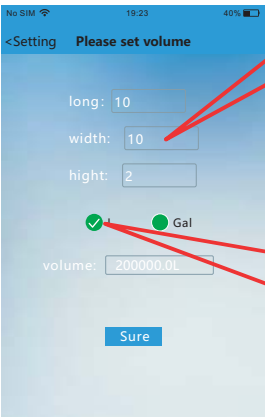 No SIM 19:23 40%
<Setting Please set volume
long: 10
width: 10
hight: 2
L Gal
volume: 200000.0L
Sure